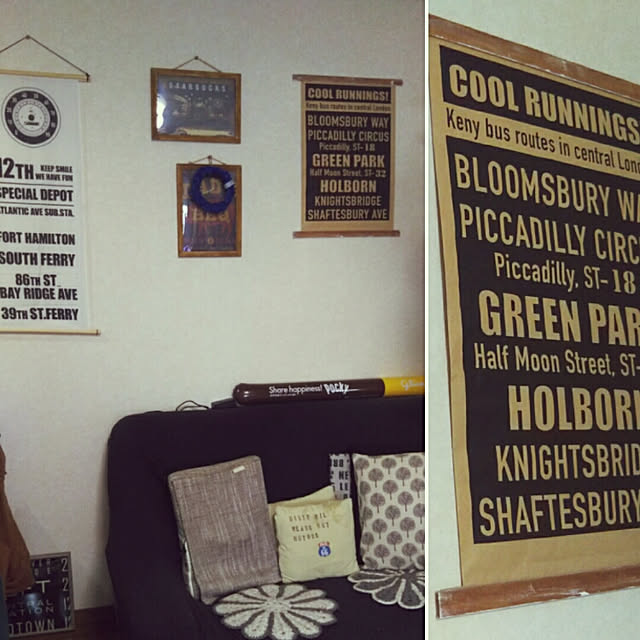 12TH KEEP SMILE
WE HAVE FUN
SPECIAL DEPOT
ATLANTIC AVE SUB.STA.
FORT HAMILTON
SOUTH FERRY
86TH ST
BAY RIDGE AVE
39TH ST.FERRY
COOL RUNNINGS!
Keny bus routes in central London
BLOOMSBURY WAY
PICCADILLY CIRCUS
Piccadilly, ST-18
GREEN PARK
Half Moon Street, ST-32
HOLBORN
KNIGHTSBRIDGE
SHAFTESBURY AVE
Share happiness! POCKY
COOL RUNNINGS
Keny bus routes in central Lond
BLOOMSBURY WA
PICCADILLY CIRC
Piccadilly, ST-18
GREEN PAR
Half Moon Street, ST-
HOLBORN
KNIGHTSBRID
SHAFTESBURY